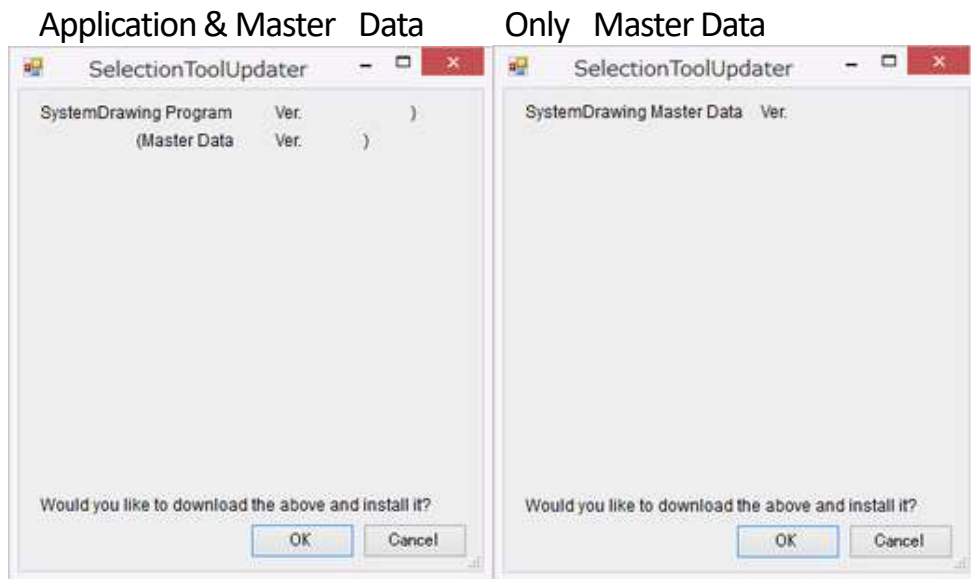 Application & Master Data
SelectionToolUpdater
SystemDrawing Program Ver. )
(Master Data Ver. )
Would you like to download the above and install it?
OK Cancel
Only Master Data
SelectionToolUpdater
SystemDrawing Master Data Ver.
Would you like to download the above and install it?
OK Cancel